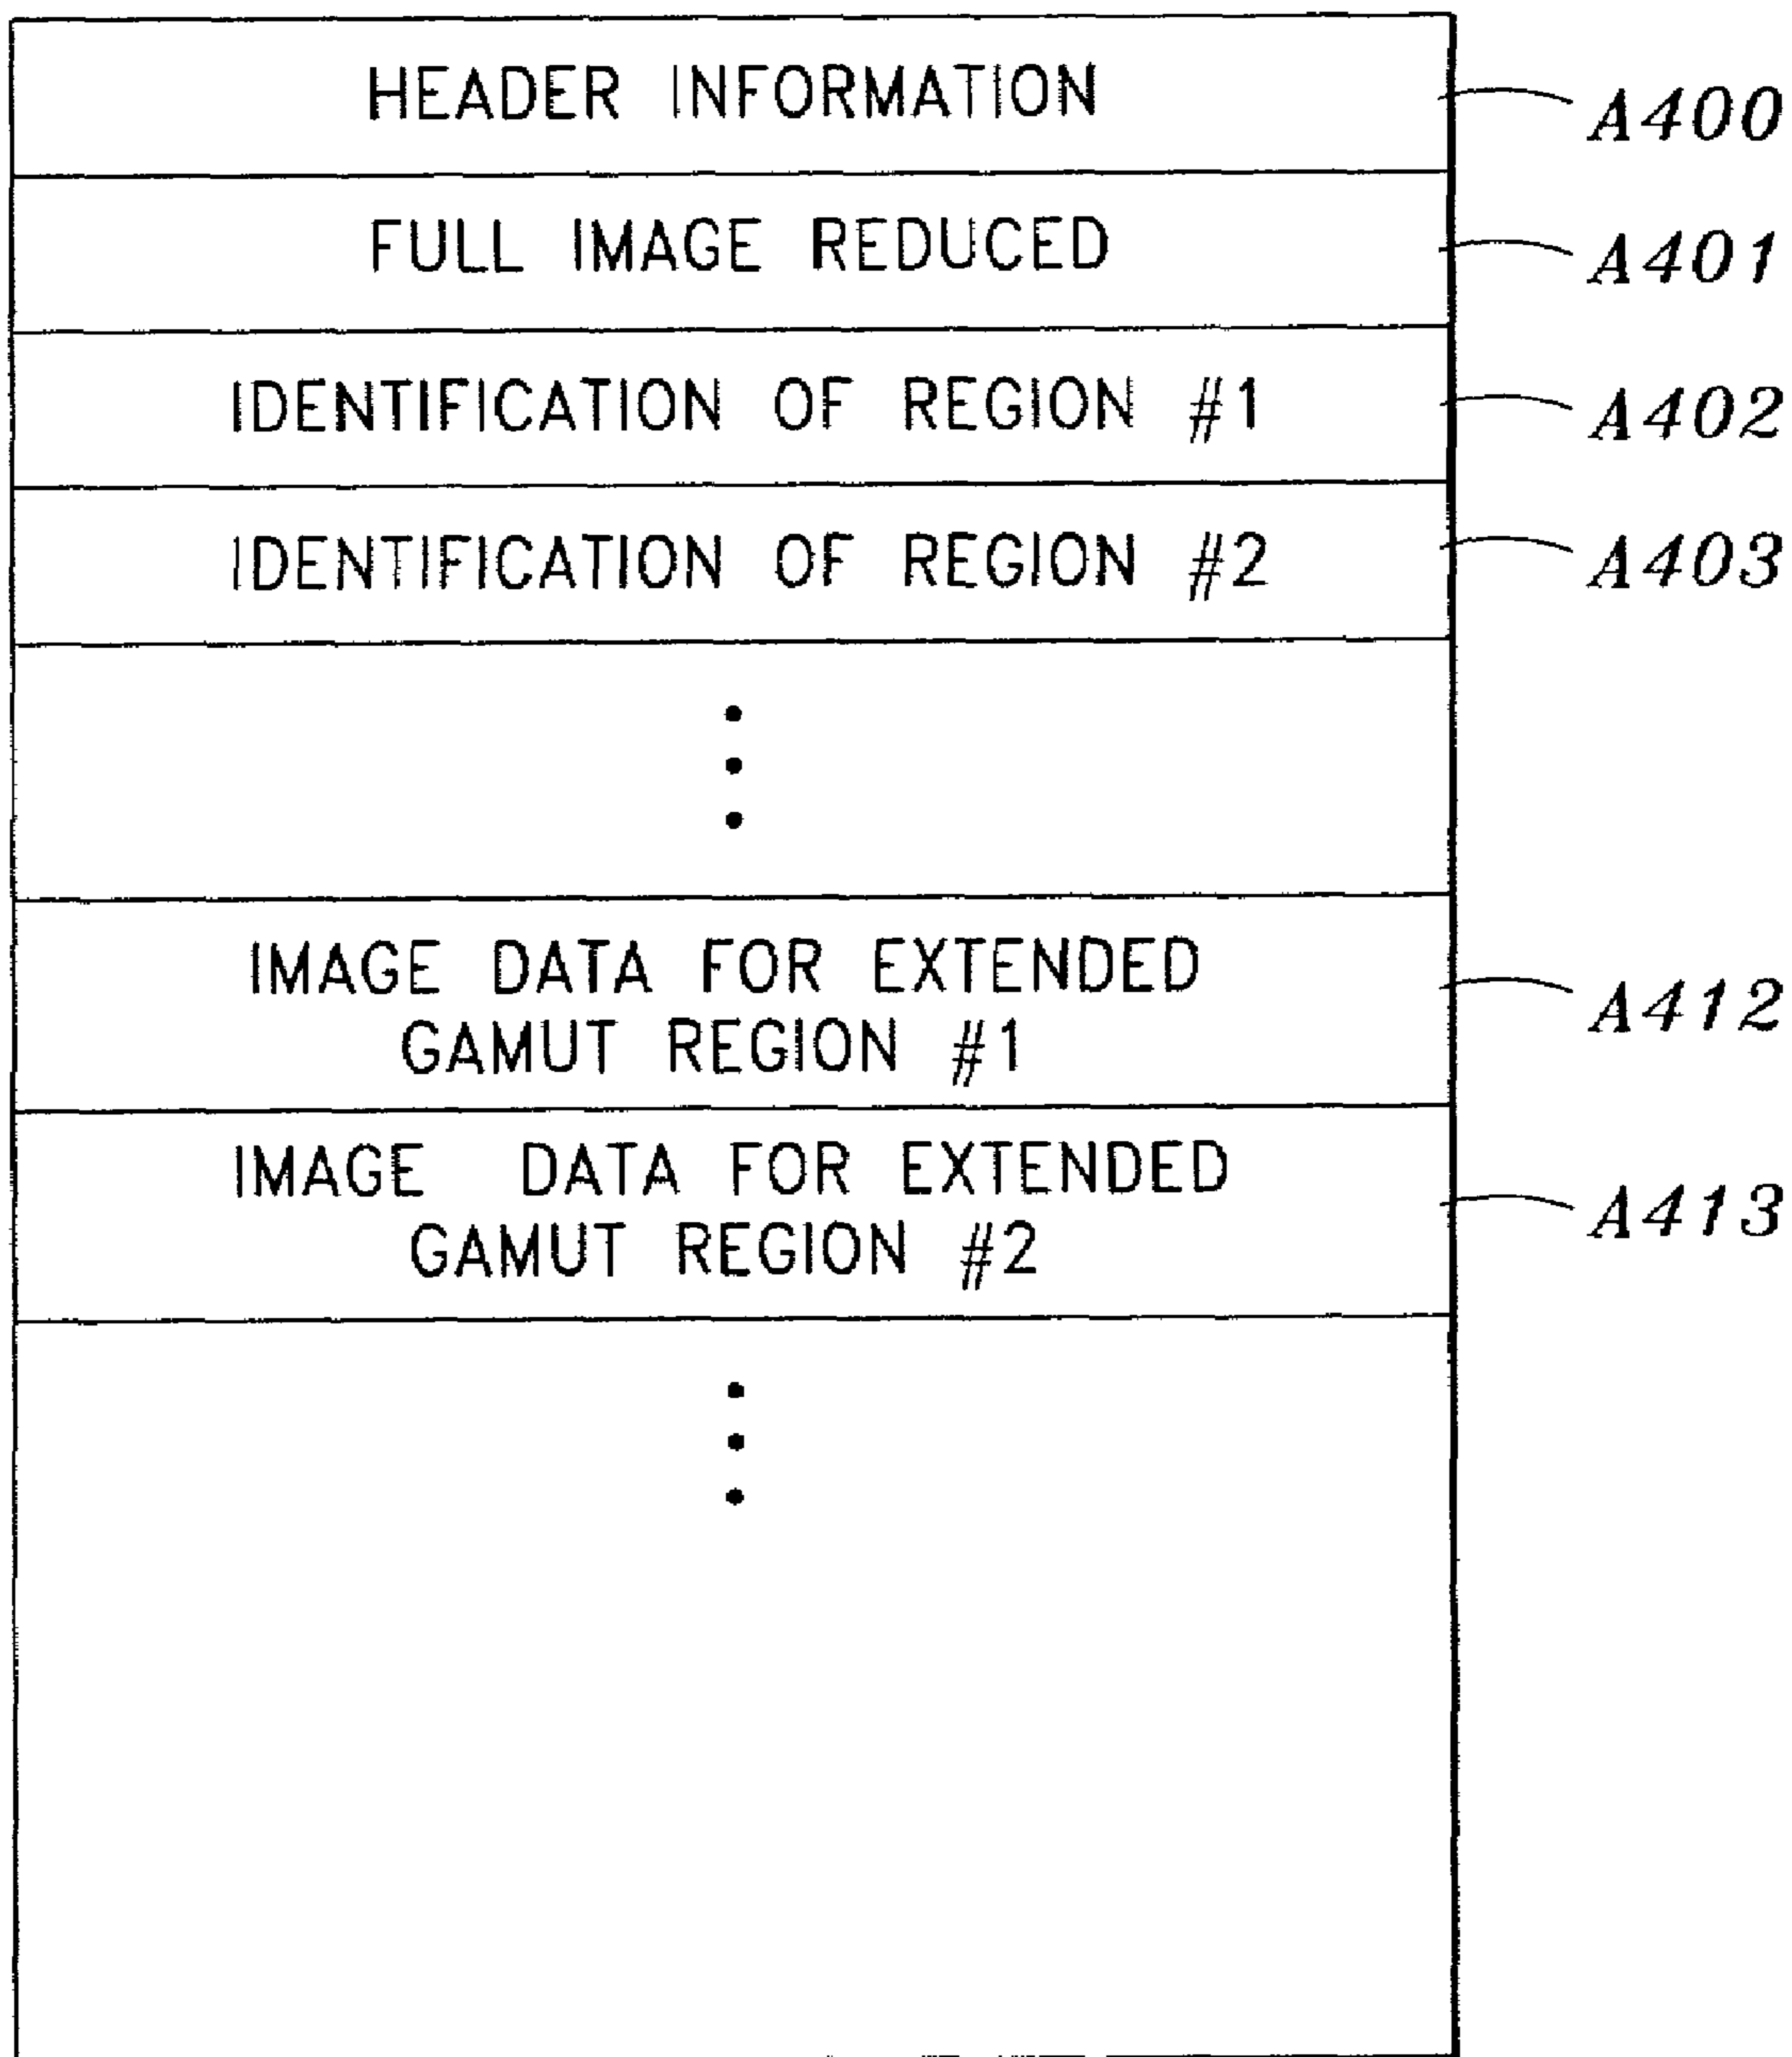 HEADER INFORMATION A400
FULL IMAGE REDUCED A401
IDENTIFICATION OF REGION #1 A402
IDENTIFICATION OF REGION #2 A403
IMAGE DATA FOR EXTENDED
GAMUT REGION #1 A412
IMAGE DATA FOR EXTENDED
GAMUT REGION #2 A413